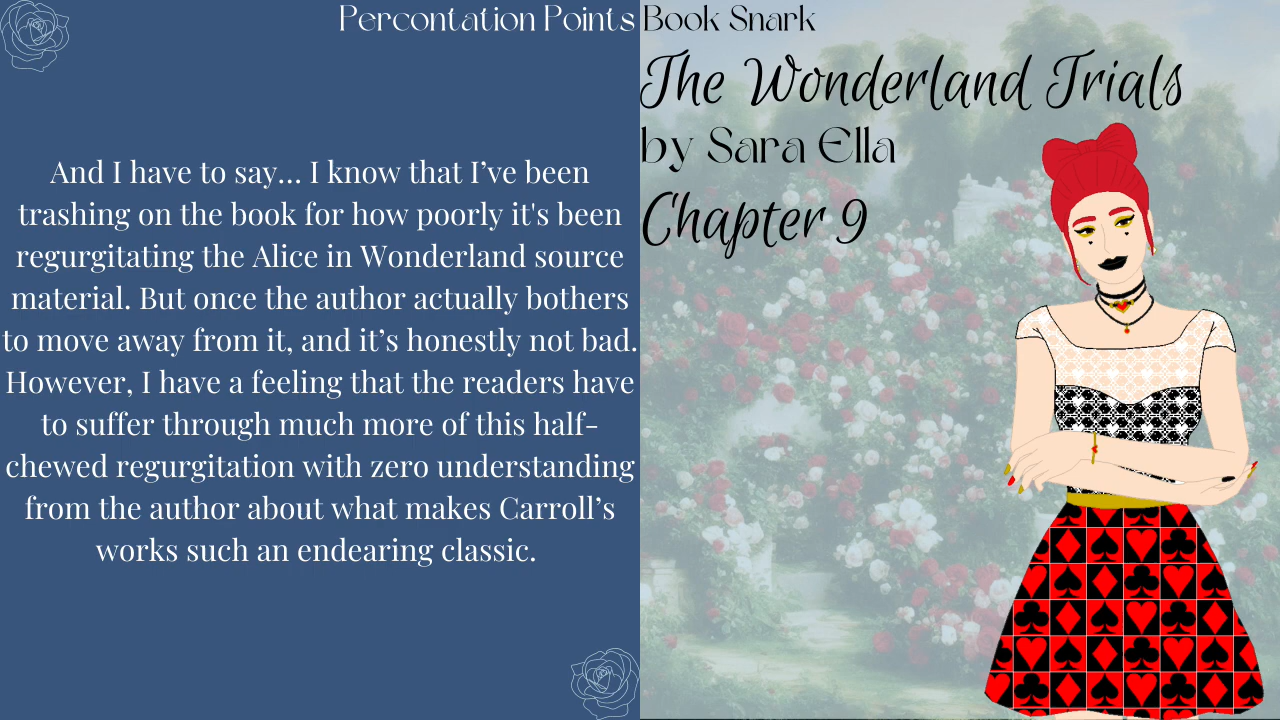 Percontation Points Book Snark
The Wonderland Trials
by Sara Ella
Chapter 9
And I have to say... I know that I’ve been
trashing on the book for how poorly it's been
regurgitating the Alice in Wonderland source
material. But once the author actually bothers
to move away from it, and it’s honestly not bad.
However, I have a feeling that the readers have
to suffer through much more of this half-
chewed regurgitation with zero understanding
from the author about what makes Carroll’s
works such an endearing classic.